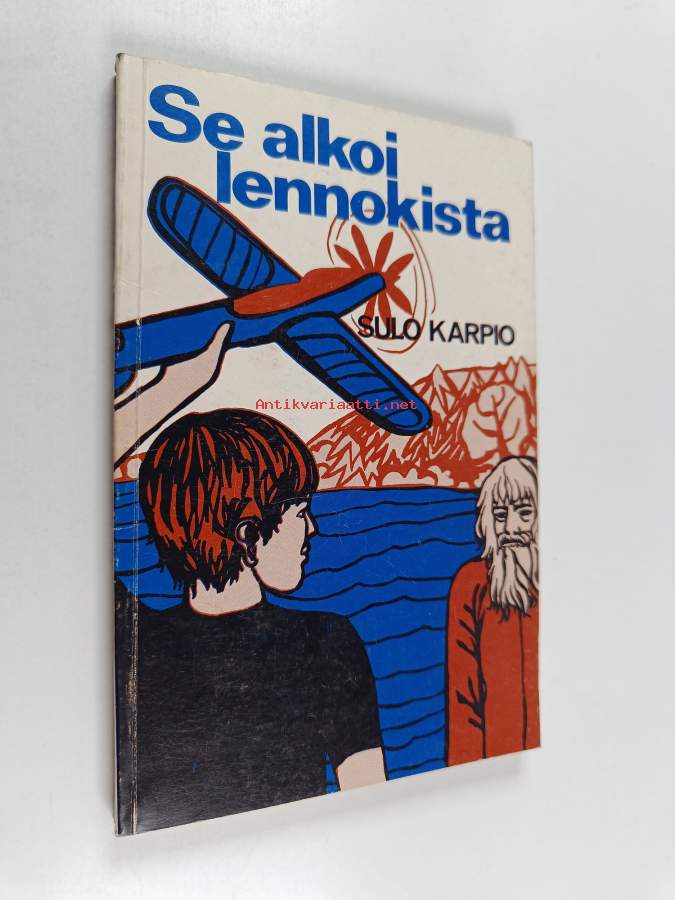 Se alkoi
lennokista
SULO KARPIO
Antikvariaatti.net